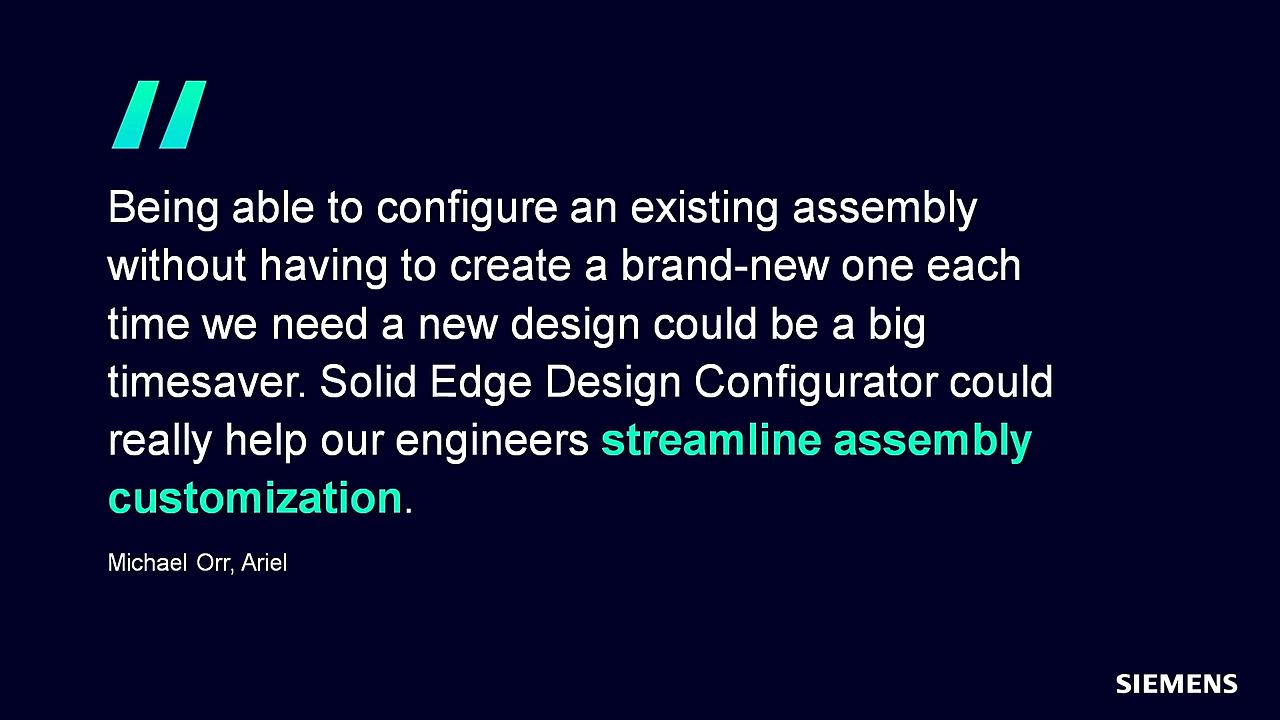 Being able to configure an existing assembly
without having to create a brand-new one each
time we need a new design could be a big
timesaver. Solid Edge Design Configurator could
really help our engineers streamline assembly
customization.
Michael Orr, Ariel
SIEMENS